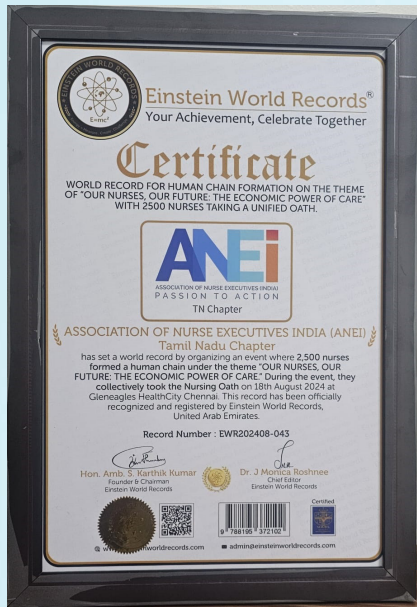 EINSTEIN WORLD RECORDS
E=mc²
Einstein World Records®
Your Achievement, Celebrate Together
Certificate
WORLD RECORD FOR HUMAN CHAIN FORMATION ON THE THEME
OF "OUR NURSES, OUR FUTURE: THE ECONOMIC POWER OF CARE"
WITH 2500 NURSES TAKING A UNIFIED OATH.
ANEi
ASSOCIATION OF NURSE EXECUTIVES (INDIA)
PASSION TO ACTION
TN Chapter
ASSOCIATION OF NURSE EXECUTIVES INDIA (ANEI)
Tamil Nadu Chapter
has set a world record by organizing an event where 2,500 nurses
formed a human chain under the theme "OUR NURSES, OUR
FUTURE: THE ECONOMIC POWER OF CARE." During the event, they
collectively took the Nursing Oath on 18th August 2024 at
Gleneagles HealthCity Chennai. This record has been officially
recognized and registered by Einstein World Records,
United Arab Emirates.
Record Number : EWR202408-043
Hon. Amb. S. Karthik Kumar
Founder & Chairman
Einstein World Records
Dr. J Monica Roshnee
Chief Editor
Einstein World Records
Certified
9 788195 372102
admin@einsteinworldrecords.com